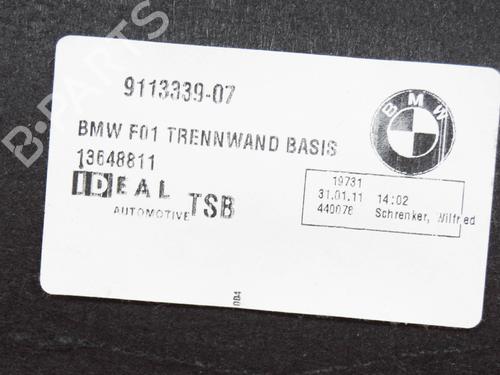 9113339-07
BMW
BMW F01 TRENNWAND BASIS
13648811
IDEAL
AUTOMOTIVE TSB
19731
31.01.11 14:02
440078 Schrenker, Wilfried
B-PARTS